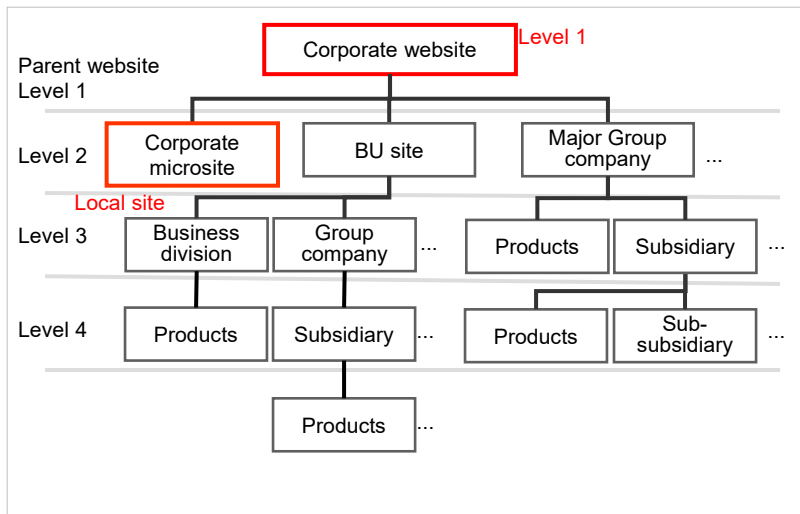 Corporate website
Level 1
Parent website
Level 1
Level 2
Corporate
microsite
BU site
Major Group
company
...
Local site
Level 3
Business
division
Group
company
...
Products
Subsidiary
...
Level 4
Products
Subsidiary
...
Products
Sub-
subsidiary
...
Products
...